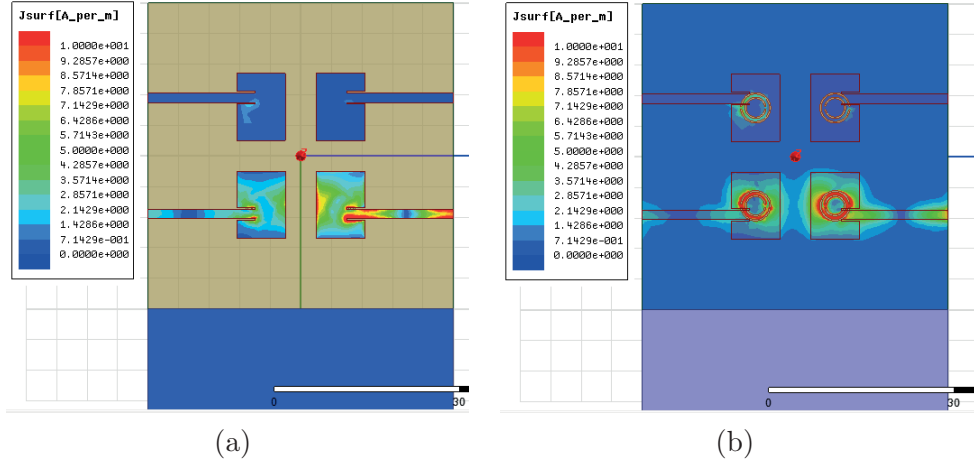 Jsurf[A_per_m]
1.0000e+001
9.2857e+000
8.5714e+000
7.8571e+000
7.1429e+000
6.4286e+000
5.7143e+000
5.0000e+000
4.2857e+000
3.5714e+000
2.8571e+000
2.1429e+000
1.4286e+000
7.1429e-001
0.0000e+000
0
30
(a)
Jsurf[A_per_m]
1.0000e+001
9.2857e+000
8.5714e+000
7.8571e+000
7.1429e+000
6.4286e+000
5.7143e+000
5.0000e+000
4.2857e+000
3.5714e+000
2.8571e+000
2.1429e+000
1.4286e+000
7.1429e-001
0.0000e+000
0
30
(b)